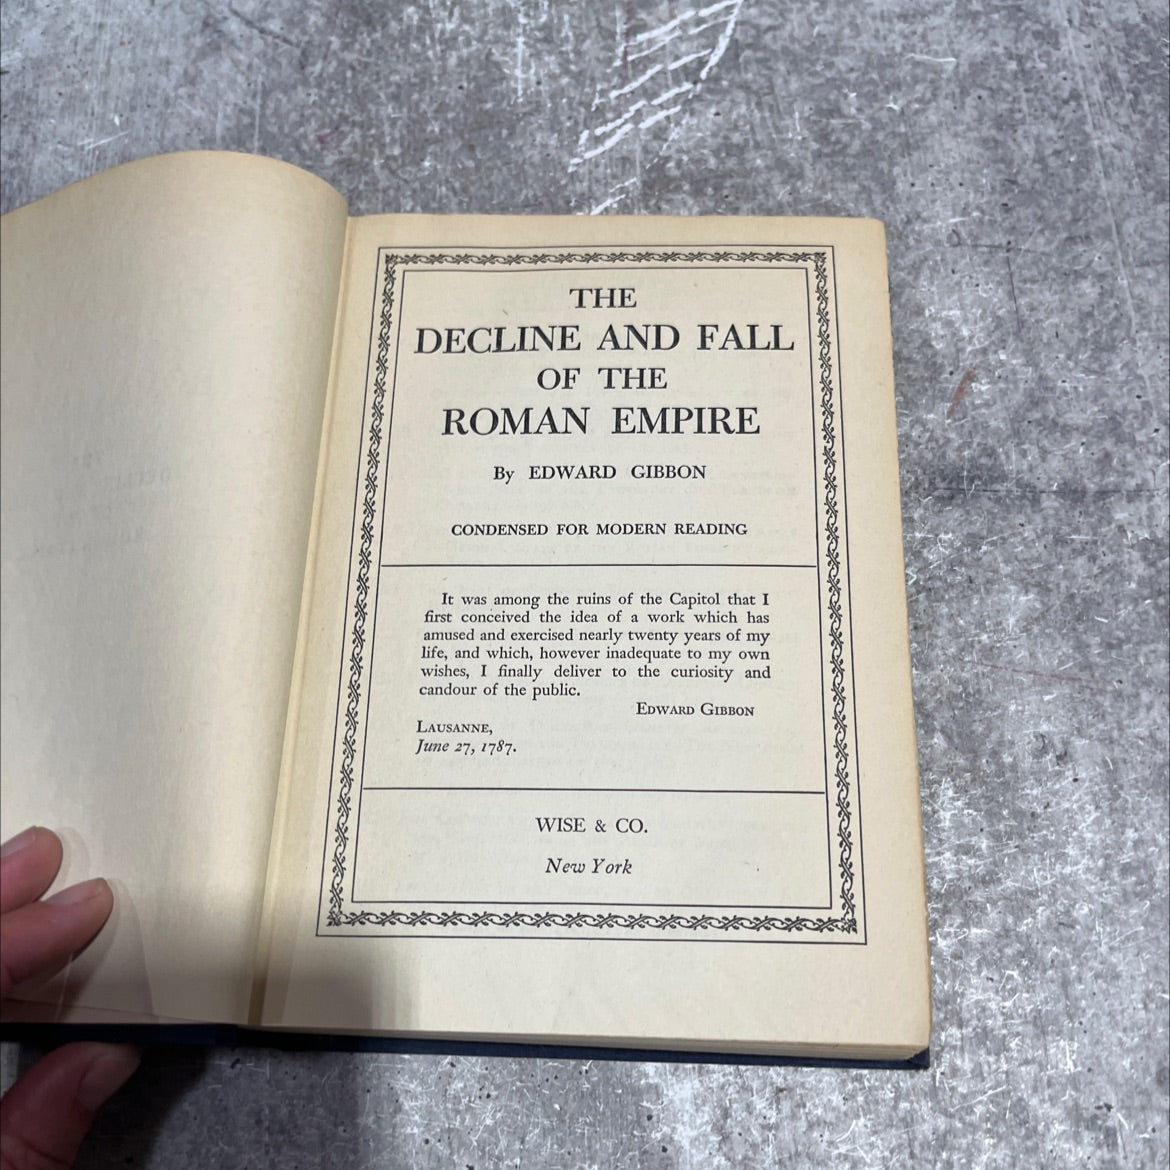 THE
DECLINE AND FALL
OF THE
ROMAN EMPIRE
By EDWARD GIBBON
CONDENSED FOR MODERN READING
It was among the ruins of the Capitol that I
first conceived the idea of a work which has
amused and exercised nearly twenty years of my
life, and which, however inadequate to my own
wishes, I finally deliver to the curiosity and
candour of the public.
EDWARD GIBBON
LAUSANNE,
June 27, 1787.
WISE & CO.
New York